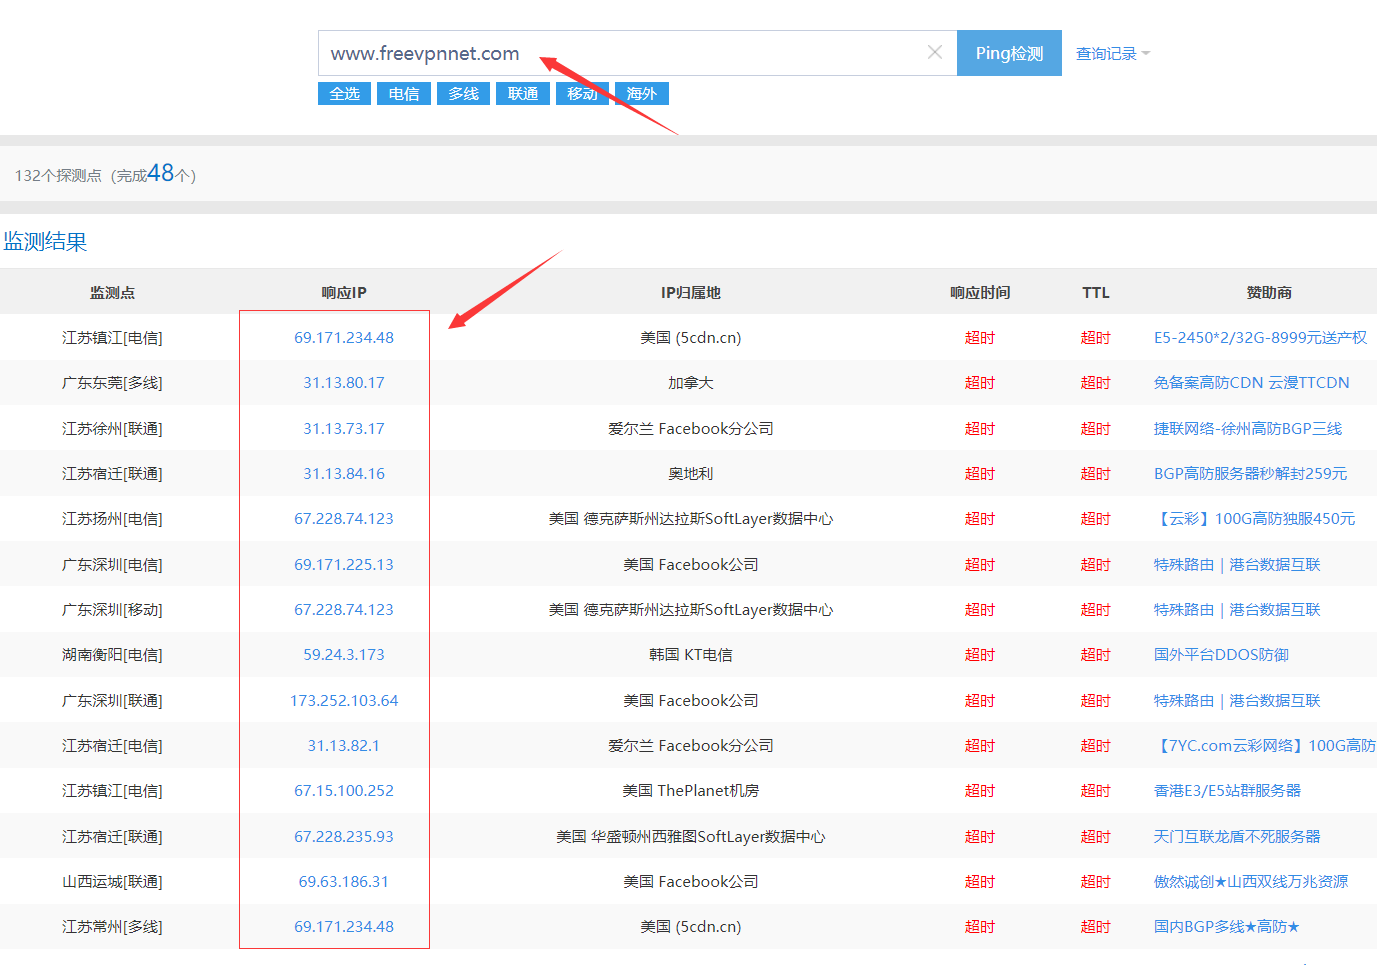 www.freevpnnet.com Ping检测 查询记录
全选 电信 多线 联通 移动 海外
132个探测点 (完成48个)
监测结果
监测点 响应IP IP归属地 响应时间 TTL 赞助商
江苏镇江[电信] 69.171.234.48 美国 (5cdn.cn) 超时 超时 E5-2450*2/32G-8999元送产权
广东东莞[多线] 31.13.80.17 加拿大 超时 超时 免备案高防CDN 云漫TTCDN
江苏徐州[联通] 31.13.73.17 爱尔兰 Facebook分公司 超时 超时 捷联网络-徐州高防BGP三线
江苏宿迁[联通] 31.13.84.16 奥地利 超时 超时 BGP高防服务器秒解封259元
江苏扬州[电信] 67.228.74.123 美国 德克萨斯州达拉斯SoftLayer数据中心 超时 超时 【云彩】100G高防独服450元
广东深圳[电信] 69.171.225.13 美国 Facebook公司 超时 超时 特殊路由 | 港台数据互联
广东深圳[移动] 67.228.74.123 美国 德克萨斯州达拉斯SoftLayer数据中心 超时 超时 特殊路由 | 港台数据互联
湖南衡阳[电信] 59.24.3.173 韩国 KT电信 超时 超时 国外平台DDOS防御
广东深圳[联通] 173.252.103.64 美国 Facebook公司 超时 超时 特殊路由 | 港台数据互联
江苏宿迁[电信] 31.13.82.1 爱尔兰 Facebook分公司 超时 超时 【7YC.com云彩网络】100G高防
江苏镇江[电信] 67.15.100.252 美国 ThePlanet机房 超时 超时 香港E3/E5站群服务器
江苏宿迁[联通] 67.228.235.93 美国 华盛顿州西雅图SoftLayer数据中心 超时 超时 天门互联龙盾不死服务器
山西运城[联通] 69.63.186.31 美国 Facebook公司 超时 超时 傲然诚创★山西双线万兆资源
江苏常州[多线] 69.171.234.48 美国 (5cdn.cn) 超时 超时 国内BGP多线★高防★